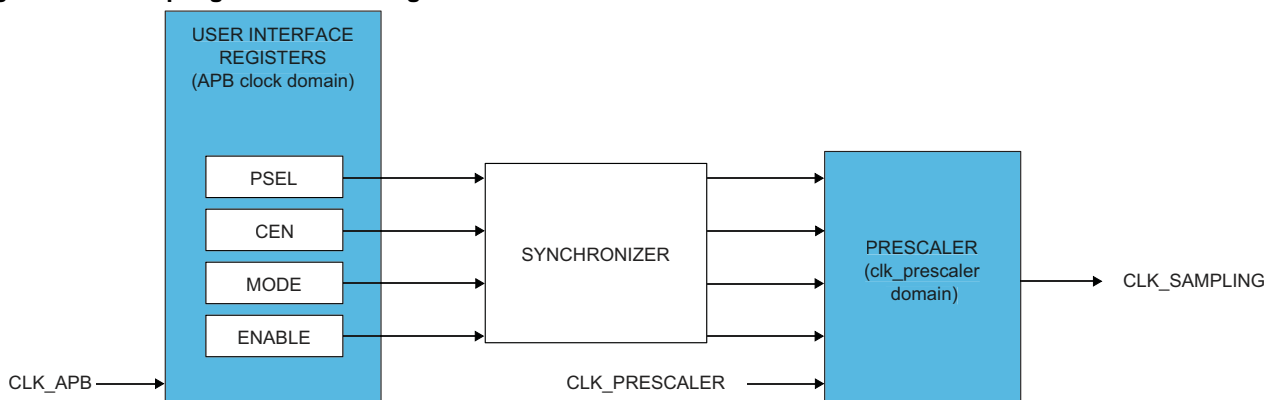 USER INTERFACE
REGISTERS
(APB clock domain)
PSEL
CEN
MODE
ENABLE
CLK_APB
SYNCHRONIZER
CLK_PRESCALER
PRESCALER
(clk_prescaler
domain)
CLK_SAMPLING